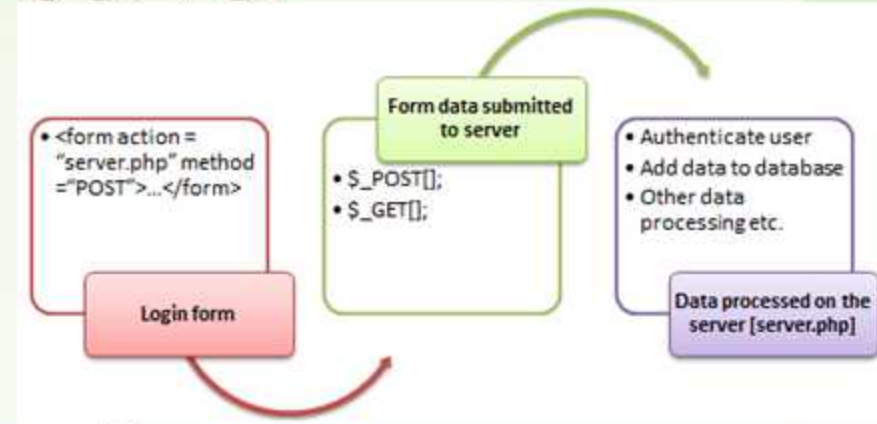 • <form action =
"server.php" method
="POST">...</form>
Login form
Form data submitted
to server
• $_POST[];
• $_GET[];
• Authenticate user
• Add data to database
• Other data
processing etc.
Data processed on the
server [server.php]